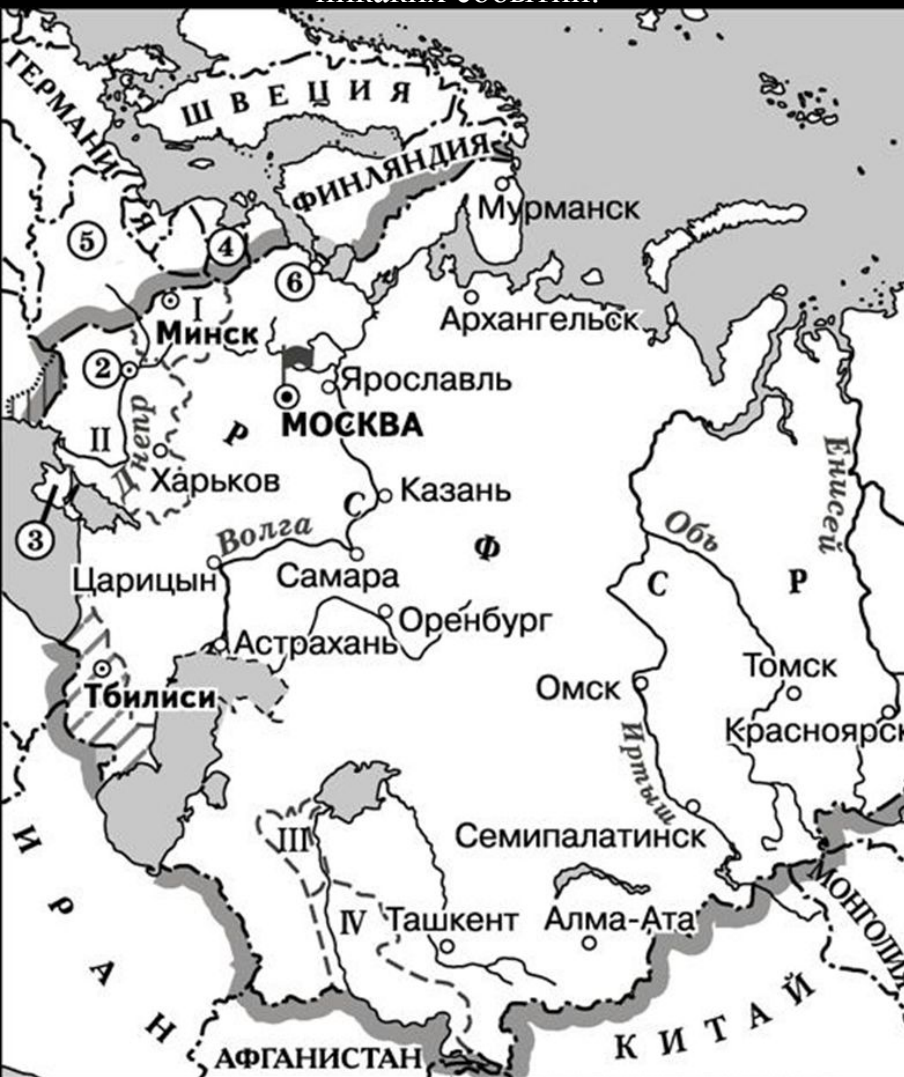 никаких событий.
ГЕРМАНИЯ
ШВЕЦИЯ
ФИНЛЯНДИЯ
Мурманск
5
4
6
I
Минск
Архангельск
2
Ярославль
МОСКВА
Днепр
Р
II
Харьков
С
Казань
Енисей
3
Волга
Ф
Обь
Царицын
Самара
С
Р
Оренбург
Астрахань
Тбилиси
Омск
Томск
Красноярск
Иртыш
III
Семипалатинск
ИРАН
IV
Ташкент
Алма-Ата
МОНГОЛИЯ
КИТАЙ
АФГАНИСТАН